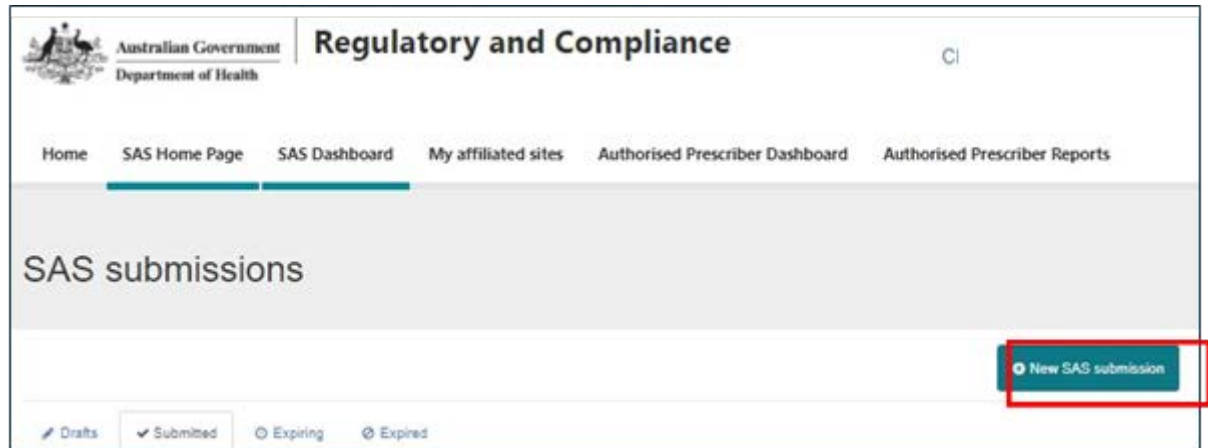 Australian Government
Department of Health
Regulatory and Compliance
Cl
Home SAS Home Page SAS Dashboard My affiliated sites Authorised Prescriber Dashboard Authorised Prescriber Reports
SAS submissions
New SAS submission
Drafts Submitted Expiring Expired